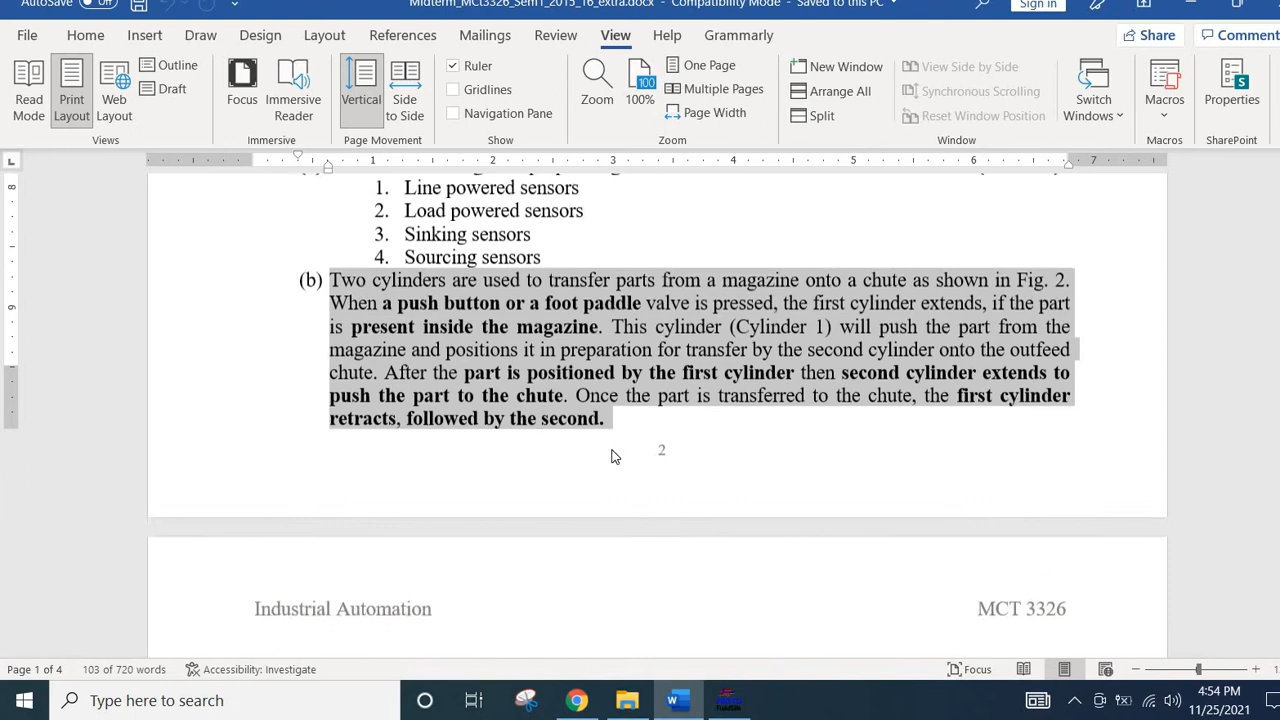 AutoSave Off Midterm_MCT3326_Sem1_2015_16_extra.docx - Compatibility Mode - Saved to this PC Sign in
File Home Insert Draw Design Layout References Mailings Review View Help Grammarly Share Comment
Read Mode Print Layout Web Layout Outline Draft Focus Immersive Reader Vertical Side to Side Ruler Gridlines Navigation Pane Zoom 100% One Page Multiple Pages Page Width New Window Arrange All Split View Side by Side Synchronous Scrolling Reset Window Position Switch Windows Macros Properties
Views Immersive Page Movement Show Zoom Window Macros SharePoint
1 2 3 4 5 6 7
1. Line powered sensors
2. Load powered sensors
3. Sinking sensors
4. Sourcing sensors
(b) Two cylinders are used to transfer parts from a magazine onto a chute as shown in Fig. 2.
When a push button or a foot paddle valve is pressed, the first cylinder extends, if the part
is present inside the magazine. This cylinder (Cylinder 1) will push the part from the
magazine and positions it in preparation for transfer by the second cylinder onto the outfeed
chute. After the part is positioned by the first cylinder then second cylinder extends to
push the part to the chute. Once the part is transferred to the chute, the first cylinder
retracts, followed by the second.
2
Industrial Automation MCT 3326
Page 1 of 4 103 of 720 words Accessibility: Investigate Focus
Type here to search 4:54 PM
11/25/2021